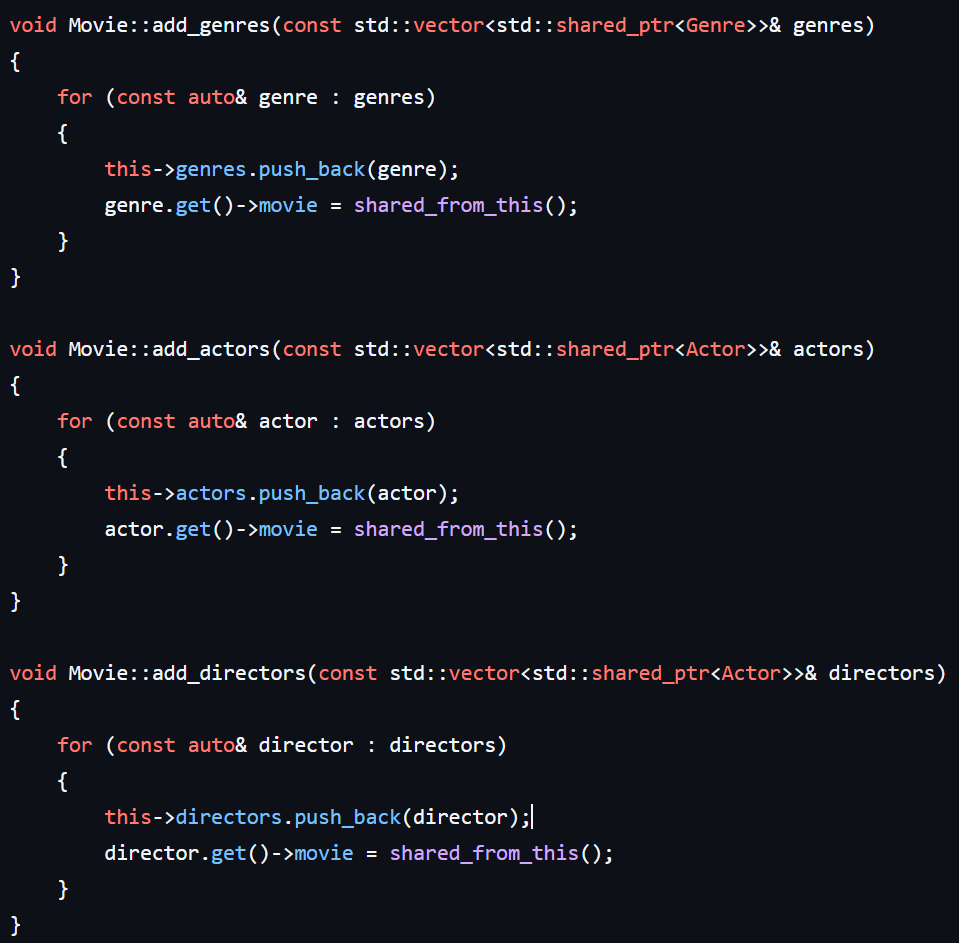 void Movie::add_genres(const std::vector<std::shared_ptr<Genre>>& genres)
{
    for (const auto& genre : genres)
    {
        this->genres.push_back(genre);
        genre.get()->movie = shared_from_this();
    }
}

void Movie::add_actors(const std::vector<std::shared_ptr<Actor>>& actors)
{
    for (const auto& actor : actors)
    {
        this->actors.push_back(actor);
        actor.get()->movie = shared_from_this();
    }
}

void Movie::add_directors(const std::vector<std::shared_ptr<Actor>>& directors)
{
    for (const auto& director : directors)
    {
        this->directors.push_back(director);
        director.get()->movie = shared_from_this();
    }
}